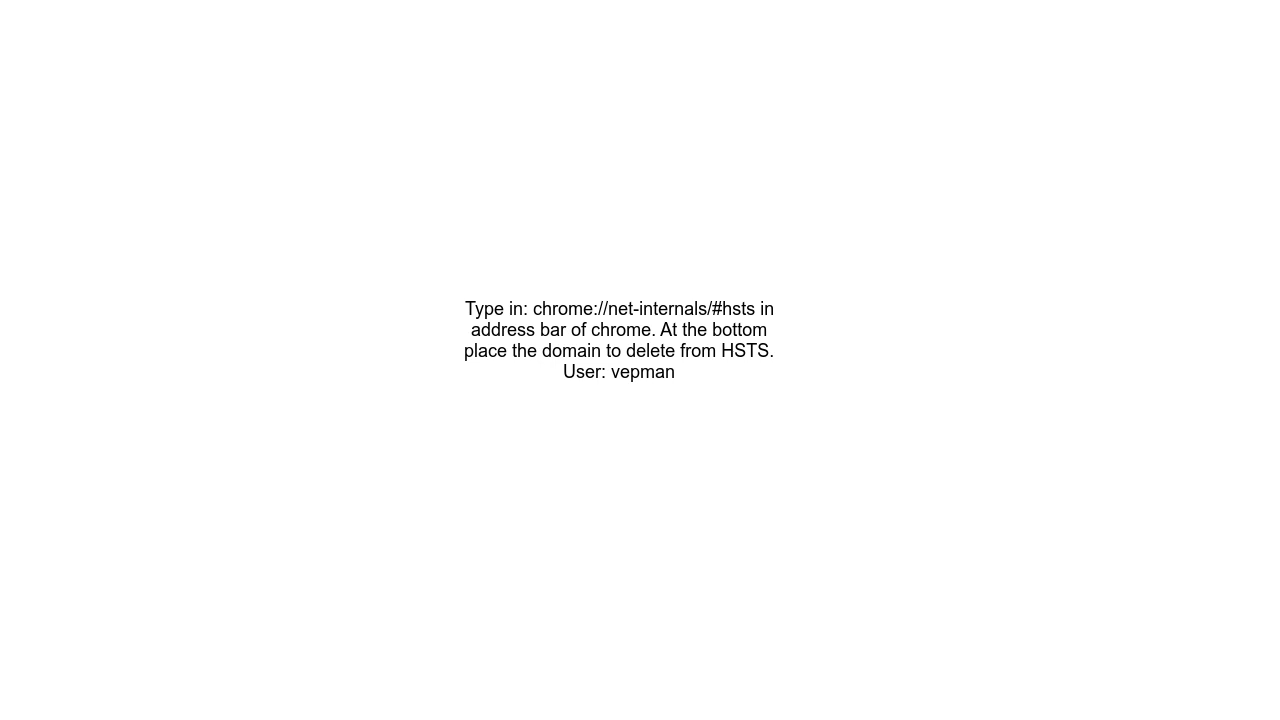 Type in: chrome://net-internals/#hsts in
address bar of chrome. At the bottom
place the domain to delete from HSTS.
User: vepman